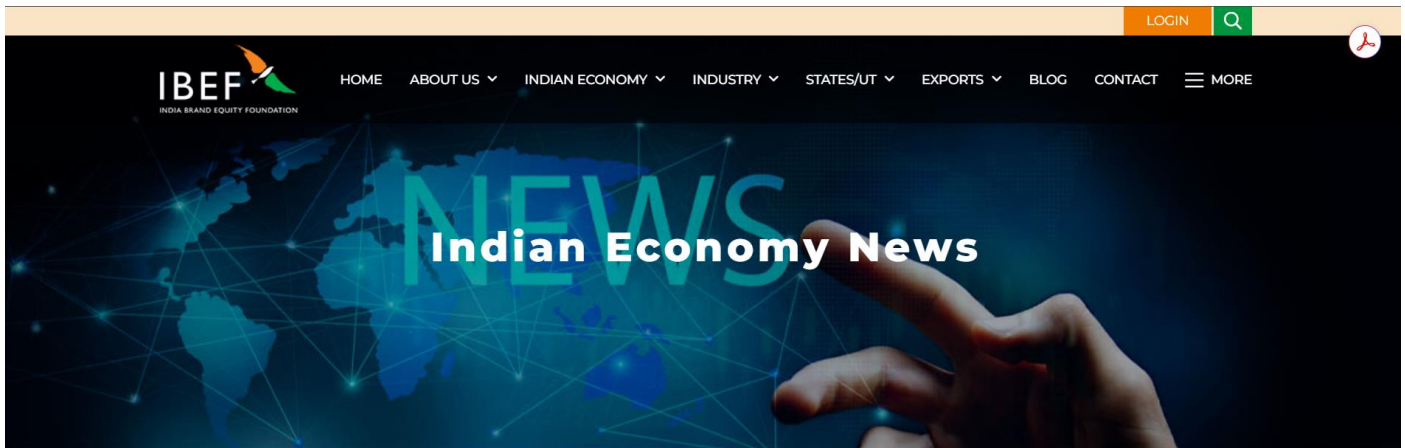 LOGIN
IBEF
INDIA BRAND EQUITY FOUNDATION
HOME ABOUT US INDIAN ECONOMY INDUSTRY STATES/UT EXPORTS BLOG CONTACT MORE
NEWS
Indian Economy News